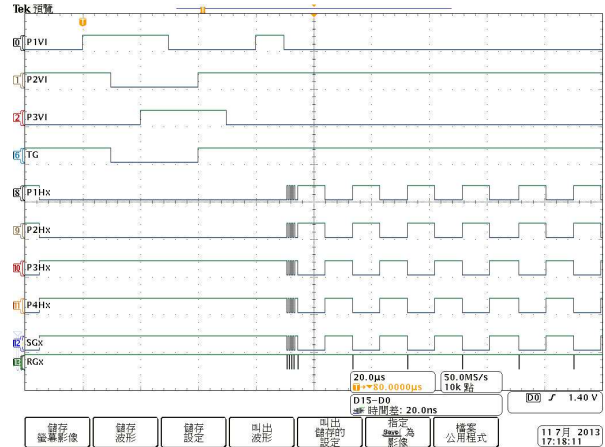 Tek 預覽
P1VI
P2VI
P3VI
TG
P1Hx
P2Hx
P3Hx
P4Hx
SGx
RGx
20.0µs
80.0000µs
50.0MS/s
10k 點
D15-D0
時間差: 20.0ns
D0 1.40 V
儲存
螢幕影像
儲存
波形
儲存
設定
叫出
波形
叫出
儲存的
設定
指定
Save 為
影像
檔案
公用程式
11 7月 2013
17:18:11